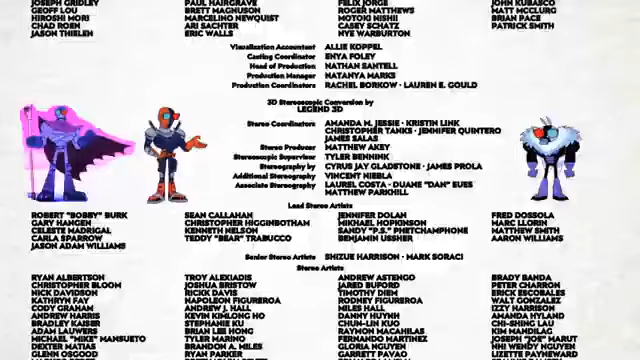 JOSEPH GRIDLEY PAUL HAIRGRAVE FELIX JORGE JOHN KUBASCO
GEOFF LOU BRETT MAGNUSON ROGER MATTHEWS MATT MCCLURG
HIROSHI MORI MARCELINO NEWQUIST MOTOKI NISHII BRIAN PACE
CHAD ROEN ARI SACHTER CASEY SCHATZ PATRICK SMITH
JASON THIELEN ERIC WALLS NYE WARBURTON
Visualization Accountant ALLIE KOPPEL
Casting Coordinator ENYA FOLEY
Head of Production NATHAN SANTELL
Production Manager NATANYA MARKS
Production Coordinators RACHEL BORKOW · LAUREN E. GOULD
3D Stereoscopic Conversion by
LEGEND 3D
Stereo Coordinators AMANDA M. JESSIE · KRISTIN LINK
CHRISTOPHER TANKS · JENNIFER QUINTERO
JAMES SALAS
Stereo Producer MATTHEW AKEY
Stereoscopic Supervisor TYLER BENNINK
Stereography by CYRUS JAY GLADSTONE · JAMES PROLA
Additional Stereography VINCENT NIEBLA
Associate Stereography LAUREL COSTA · DUAME "DAN" EUES
MATTHEW PARKHILL
Lead Stereo Artists
ROBERT "BOBBY" BURK SEAN CALLAHAN JENNIFER DOLAN FRED DOSSOLA
GARY HANGEN CHRISTOPHER HIGGINBOTHAM MIKHAEL HOPKINSON MARC LLORIN
CELESTE MADRIGAL KENNETH NELSON SANDY "P.S." PHETCHAMPHONE MATTHEW SMITH
CARLA SPARROW TEDDY "BEAR" TRABUCCO BENJAMIN USSHER AARON WILLIAMS
JASON ADAM WILLIAMS
Senior Stereo Artists SHIZUE HARRISON · MARK SORACI
Stereo Artists
RYAN ALBERTSON TROY ALEXIADIS ANDREW ASTENGO BRADY BANDA
CHRISTOPHER BLOOM JOSHUA BRISTOW JARED BUFORD PETER CHARRON
NICK DAVIDSON RICKK DAVIS TIMOTHY DIEM ERICK ESCOBALES
KATHRYN FAY NAPOLEON FIGUEROA RODNEY FIGUEROA WALT GONZALEZ
CODY GRAHAM ANDREW J. HALL MILES HALL IZZY HARRISON
ANDREW HARRIS KEVIN KIMLONG HO DANNY HUYNH AMANDA HYLAND
BRADLEY KAISER STEPHANIE KU CHUN-LIN KUO CHI-SHING LAU
ADAM LAUWERS BRIAN LEE HONG RAYMON MACAHILAS KIM MANDILAG
MICHAEL "MIKE" MANSUETO TYLER MARINO FRANCISCO MARTINEZ JOSEPH "JOE" MARUT
DEXTER MATIAS BRANDON A. MILES GLORIA NGUYEN NHI WENDY NGUYEN
GLENN OSGOOD RYAN PARKER GARRETT PAVAO LIZETTE PAYNEWARD